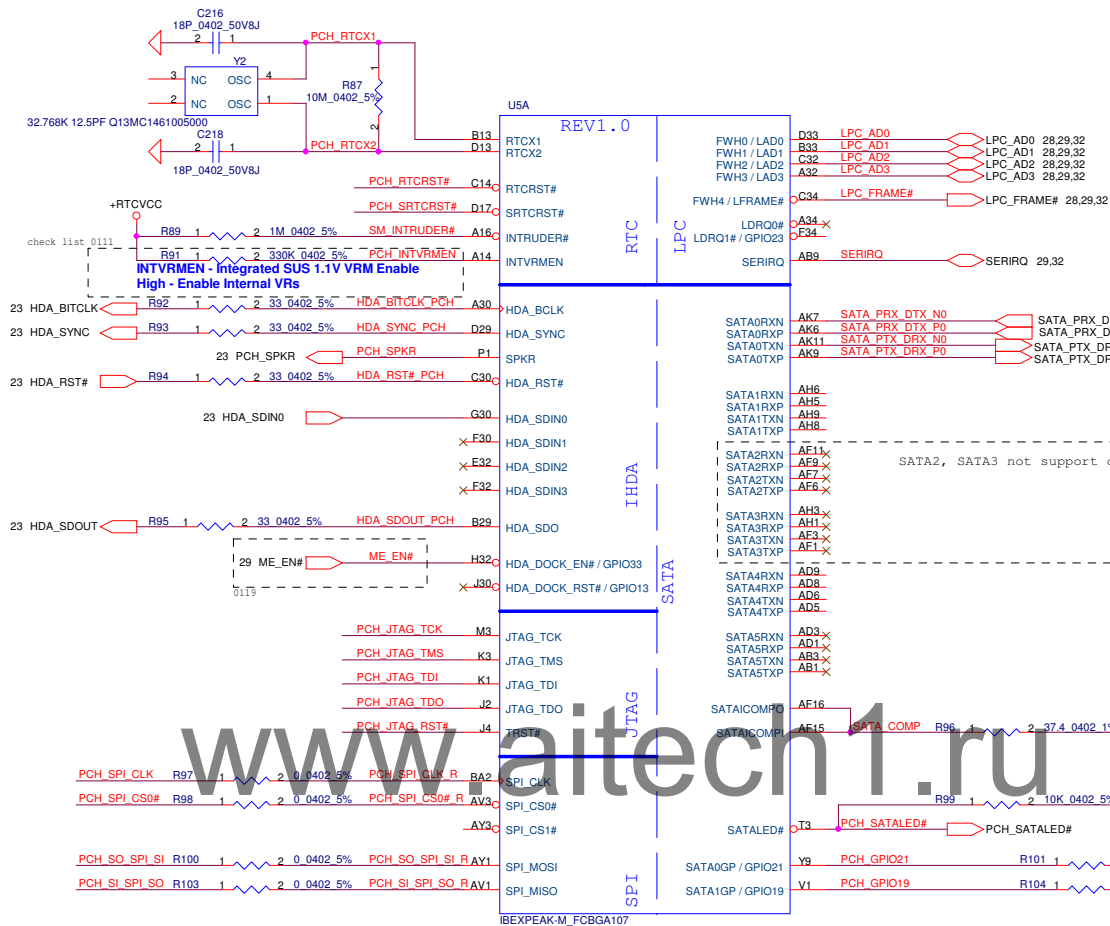 C216
18P_0402_50V8J
2 1 PCH_RTCX1
Y2
3 NC OSC 4
2 NC OSC 1
1
R87
10M_0402_5%
2
32.768K 12.5PF Q13MC1461005000
C218
2 1 PCH_RTCX2
18P_0402_50V8J
U5A
REV1.0
B13 RTCX1
D13 RTCX2
PCH_RTCRST# C14 RTCRST#
PCH_SRTCRST# D17 SRTCRST#
+RTCVCC
R89 1 2 1M_0402_5% SM_INTRUDER# A16 INTRUDER#
check list 0111
R91 1 2 330K_0402_5% PCH_INTVRMEN A14 INTVRMEN
INTVRMEN - Integrated SUS 1.1V VRM Enable
High - Enable Internal VRs
RTC
LPC
FWH0 / LAD0 D33 LPC_AD0 LPC_AD0 28,29,32
FWH1 / LAD1 B33 LPC_AD1 LPC_AD1 28,29,32
FWH2 / LAD2 C32 LPC_AD2 LPC_AD2 28,29,32
FWH3 / LAD3 A32 LPC_AD3 LPC_AD3 28,29,32
FWH4 / LFRAME# C34 LPC_FRAME# LPC_FRAME# 28,29,32
LDRQ0# A34
LDRQ1# / GPIO23 F34
SERIRQ AB9 SERIRQ SERIRQ 29,32
23 HDA_BITCLK R92 1 2 33_0402_5% HDA_BITCLK_PCH A30 HDA_BCLK
23 HDA_SYNC R93 1 2 33_0402_5% HDA_SYNC_PCH D29 HDA_SYNC
23 PCH_SPKR PCH_SPKR P1 SPKR
23 HDA_RST# R94 1 2 33_0402_5% HDA_RST#_PCH C30 HDA_RST#
23 HDA_SDIN0 G30 HDA_SDIN0
F30 HDA_SDIN1
E32 HDA_SDIN2
F32 HDA_SDIN3
23 HDA_SDOUT R95 1 2 33_0402_5% HDA_SDOUT_PCH B29 HDA_SDO
29 ME_EN# ME_EN# H32 HDA_DOCK_EN# / GPIO33
0119
J30 HDA_DOCK_RST# / GPIO13
IHDA
SATA
SATA0RXN AK7 SATA_PRX_DTX_N0 SATA_PRX_D
SATA0RXP AK6 SATA_PRX_DTX_P0 SATA_PRX_D
SATA0TXN AK11 SATA_PTX_DRX_N0 SATA_PTX_DR
SATA0TXP AK9 SATA_PTX_DRX_P0 SATA_PTX_DR
SATA1RXN AH6
SATA1RXP AH5
SATA1TXN AH9
SATA1TXP AH8
SATA2RXN AF11
SATA2RXP AF9
SATA2TXN AF7
SATA2TXP AF6
SATA2, SATA3 not support
SATA3RXN AH3
SATA3RXP AH1
SATA3TXN AF3
SATA3TXP AF1
SATA4RXN AD9
SATA4RXP AD8
SATA4TXN AD6
SATA4TXP AD5
SATA5RXN AD3
SATA5RXP AD1
SATA5TXN AB3
SATA5TXP AB1
PCH_JTAG_TCK M3 JTAG_TCK
PCH_JTAG_TMS K3 JTAG_TMS
PCH_JTAG_TDI K1 JTAG_TDI
PCH_JTAG_TDO J2 JTAG_TDO
PCH_JTAG_RST# J4 TRST#
JTAG
SATAICOMPO AF16
SATAICOMPI AF15 SATA_COMP R96 1 2 37.4_0402_1%
www.aitech1.ru
PCH_SPI_CLK R97 1 2 0_0402_5% PCH_SPI_CLK_R BA2 SPI_CLK
PCH_SPI_CS0# R98 1 2 0_0402_5% PCH_SPI_CS0#_R AV3 SPI_CS0#
AY3 SPI_CS1#
PCH_SO_SPI_SI R100 1 2 0_0402_5% PCH_SO_SPI_SI_R AY1 SPI_MOSI
PCH_SI_SPI_SO R103 1 2 0_0402_5% PCH_SI_SPI_SO_R AV1 SPI_MISO
SPI
R99 1 2 10K_0402_5%
SATALED# T3 PCH_SATALED# PCH_SATALED#
SATA0GP / GPIO21 Y9 PCH_GPIO21 R101 1
SATA1GP / GPIO19 V1 PCH_GPIO19 R104 1
IBEXPEAK-M_FCBGA107